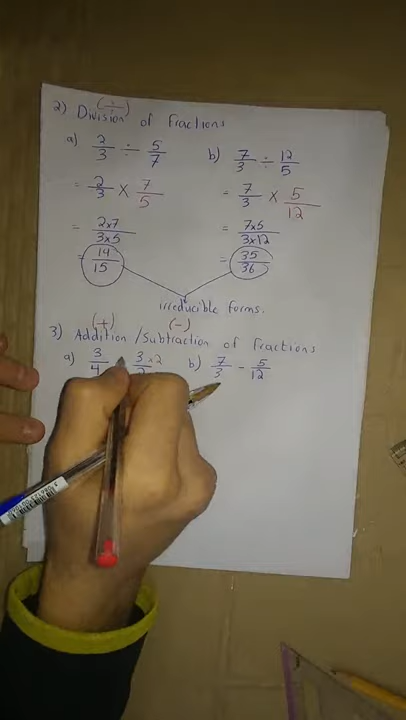 2) Division (÷) of Fractions
a) 2/3 ÷ 5/7 b) 7/3 ÷ 12/5
= 2/3 × 7/5 = 7/3 × 5/12
= 2×7/3×5 = 7×5/3×12
= 14/15 = 35/36
irreducible forms.
(+) (-)
3) Addition /Subtraction of Fractions
a) 3/4 3×2/2 b) 7/3 - 5/12